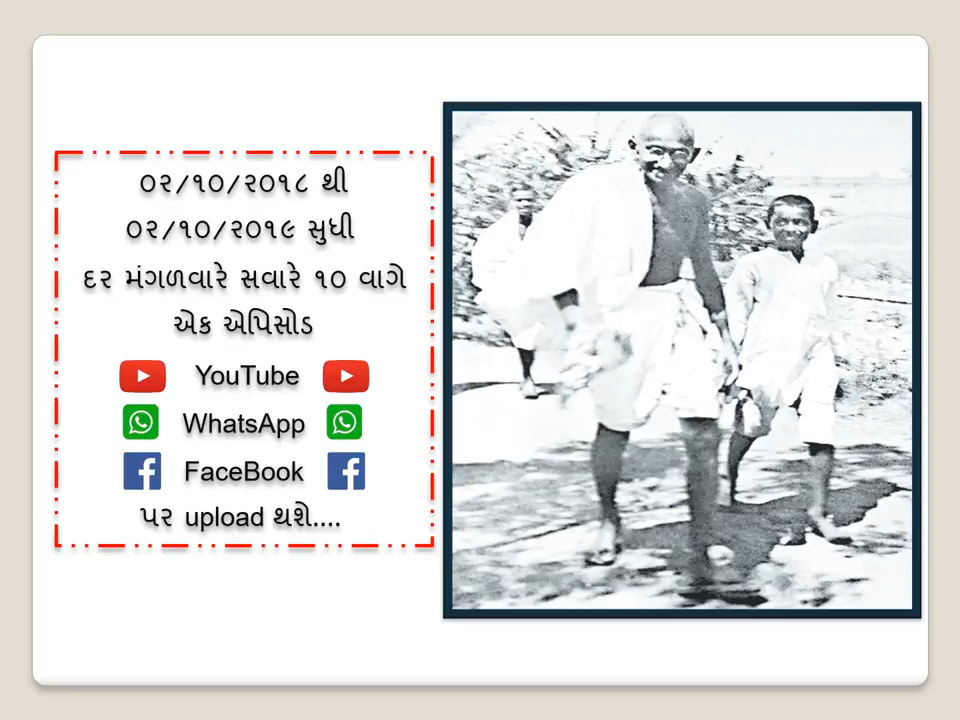 ૦૨/૧૦/૨૦૧૮ થી
૦૨/૧૦/૨૦૧૯ સુધી
દર મંગળવારે સવારે ૧૦ વાગે
એક એપિસોડ
YouTube
WhatsApp
FaceBook
પર upload થશે....